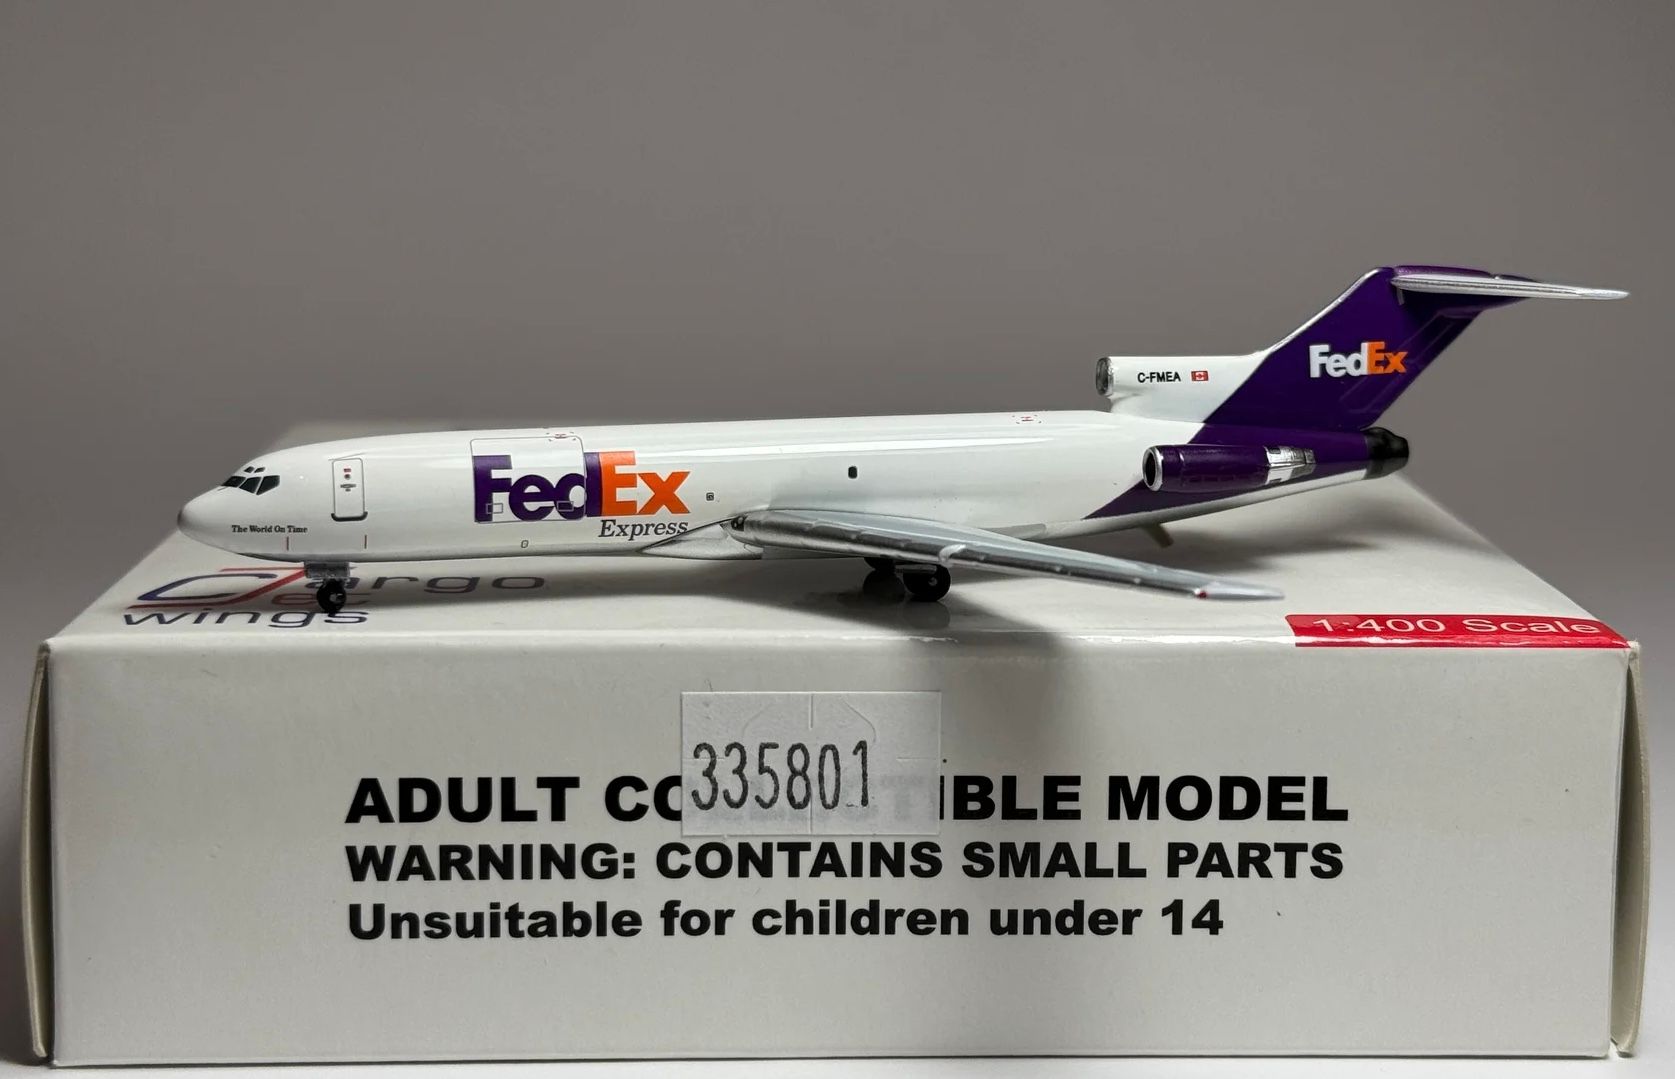 FedEx
C-FMEA
FedEx
Express
The World On Time
Cargo
wings
1:400 Scale
335801
ADULT CO IBLE MODEL
WARNING: CONTAINS SMALL PARTS
Unsuitable for children under 14